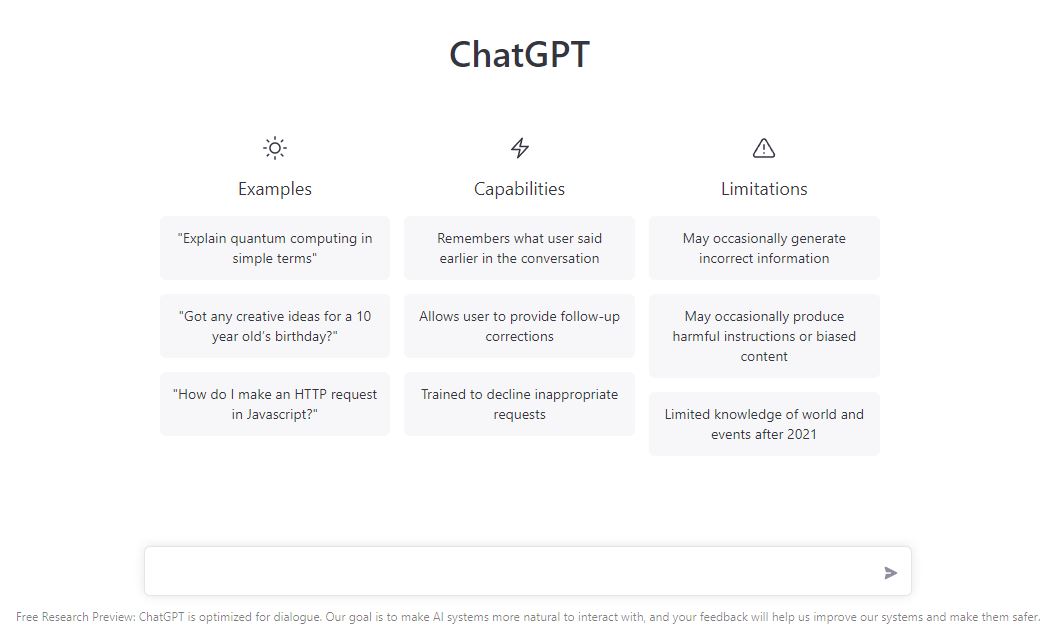 ChatGPT
Examples
"Explain quantum computing in
simple terms"
"Got any creative ideas for a 10
year old's birthday?"
"How do I make an HTTP request
in Javascript?"
Capabilities
Remembers what user said
earlier in the conversation
Allows user to provide follow-up
corrections
Trained to decline inappropriate
requests
Limitations
May occasionally generate
incorrect information
May occasionally produce
harmful instructions or biased
content
Limited knowledge of world and
events after 2021
Free Research Preview: ChatGPT is optimized for dialogue. Our goal is to make AI systems more natural to interact with, and your feedback will help us improve our systems and make them safer.